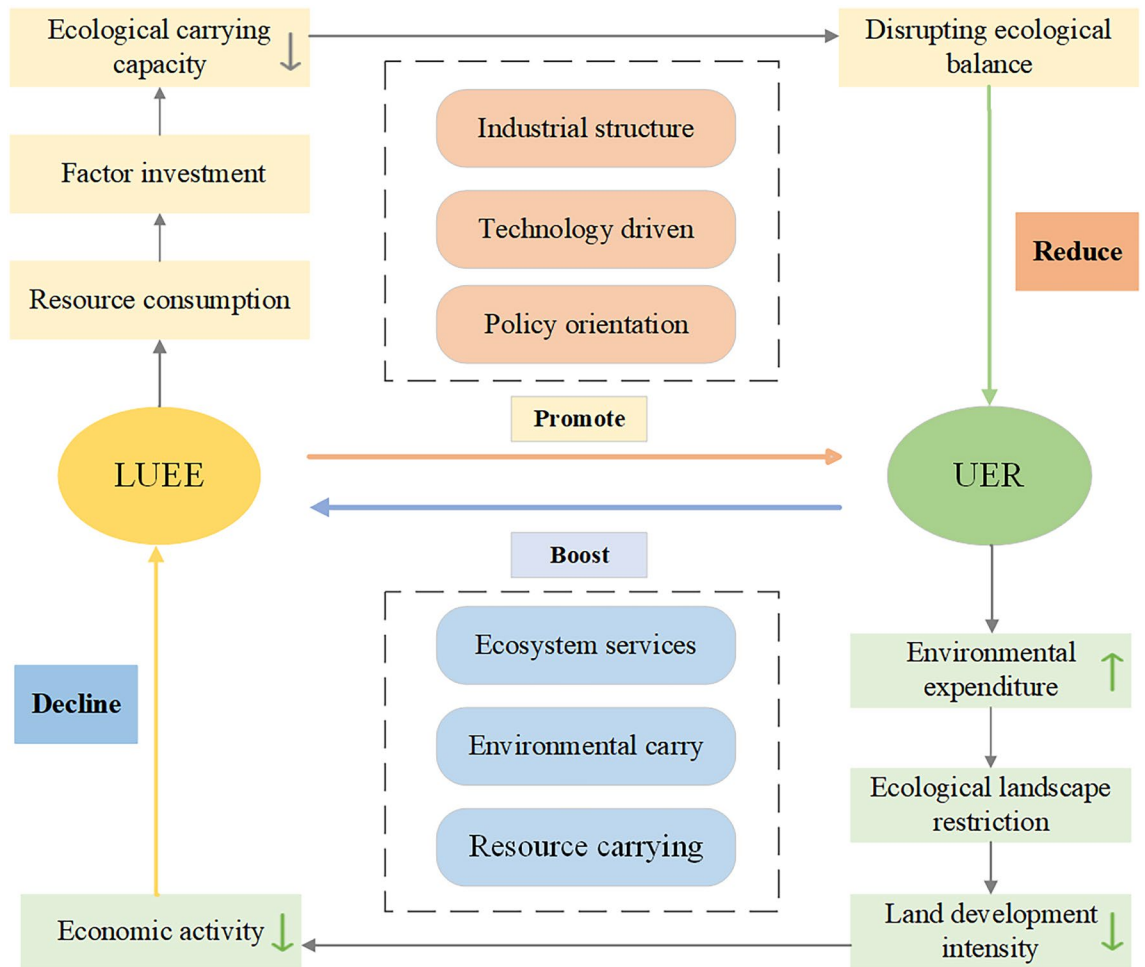 Ecological carrying
capacity
Disrupting ecological
balance
Industrial structure
Factor investment
Technology driven
Reduce
Resource consumption
Policy orientation
Promote
LUEE
UER
Boost
Ecosystem services
Environmental
expenditure
Decline
Environmental carry
Ecological landscape
restriction
Resource carrying
Economic activity
Land development
intensity